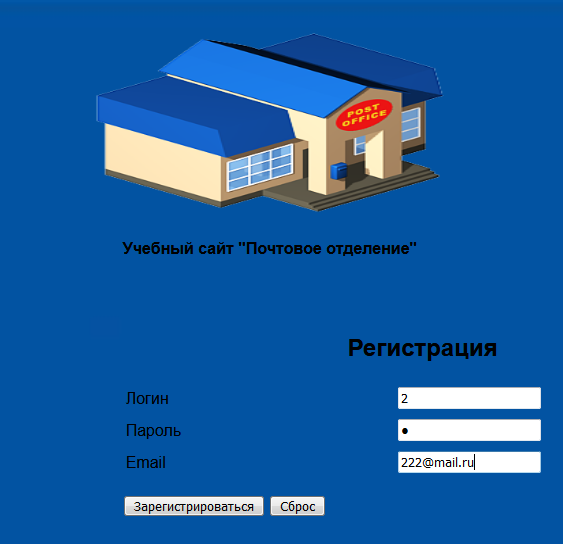 POST
OFFICE
Учебный сайт "Почтовое отделение"
Регистрация
Логин 2
Пароль ●
Email 222@mail.ru
Зарегистрироваться Сброс